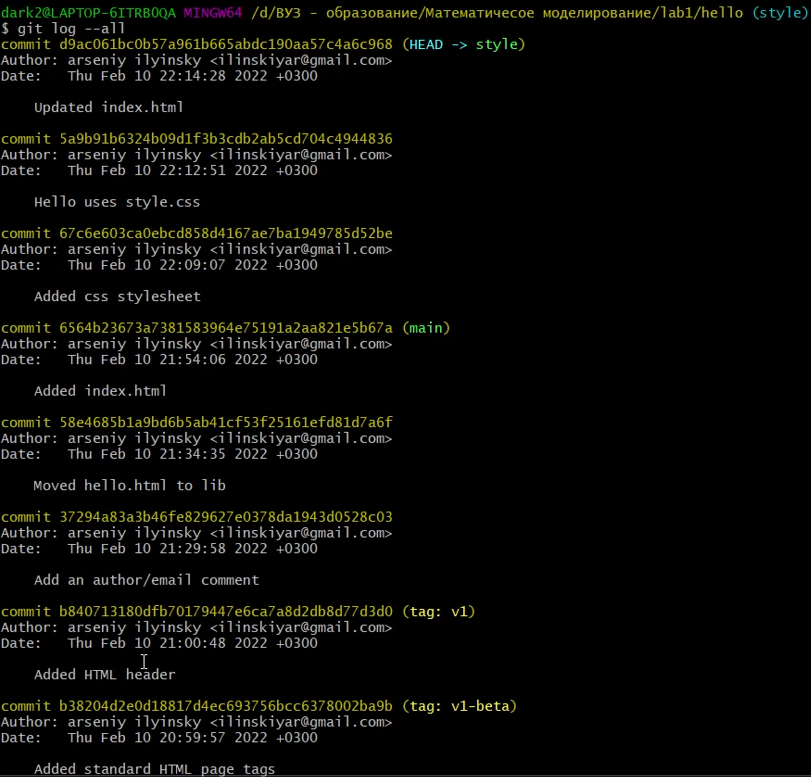 dark2@LAPTOP-6ITRB0QA MINGW64 /d/ВУЗ - образование/Математичесое моделирование/lab1/hello (style)
$ git log --all
commit d9ac061bc0b57a961b665abdc190aa57c4a6c968 (HEAD -> style)
Author: arseniy ilyinsky <ilinskiyar@gmail.com>
Date:   Thu Feb 10 22:14:28 2022 +0300
Updated index.html
commit 5a9b91b6324b09d1f3b3cdb2ab5cd704c4944836
Author: arseniy ilyinsky <ilinskiyar@gmail.com>
Date:   Thu Feb 10 22:12:51 2022 +0300
Hello uses style.css
commit 67c6e603ca0ebcd858d4167ae7ba1949785d52be
Author: arseniy ilyinsky <ilinskiyar@gmail.com>
Date:   Thu Feb 10 22:09:07 2022 +0300
Added css stylesheet
commit 6564b23673a7381583964e75191a2aa821e5b67a (main)
Author: arseniy ilyinsky <ilinskiyar@gmail.com>
Date:   Thu Feb 10 21:54:06 2022 +0300
Added index.html
commit 58e4685b1a9bd6b5ab41cf53f25161efd81d7a6f
Author: arseniy ilyinsky <ilinskiyar@gmail.com>
Date:   Thu Feb 10 21:34:35 2022 +0300
Moved hello.html to lib
commit 37294a83a3b46fe829627e0378da1943d0528c03
Author: arseniy ilyinsky <ilinskiyar@gmail.com>
Date:   Thu Feb 10 21:29:58 2022 +0300
Add an author/email comment
commit b840713180dfb70179447e6ca7a8d2db8d77d3d0 (tag: v1)
Author: arseniy ilyinsky <ilinskiyar@gmail.com>
Date:   Thu Feb 10 21:00:48 2022 +0300
Added HTML header
commit b38204d2e0d18817d4ec693756bcc6378002ba9b (tag: v1-beta)
Author: arseniy ilyinsky <ilinskiyar@gmail.com>
Date:   Thu Feb 10 20:59:57 2022 +0300
Added standard HTML page tags